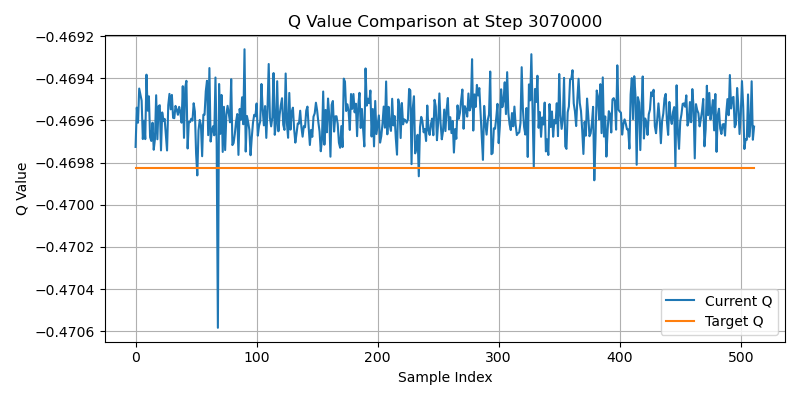 Q Value Comparison at Step 3070000
Q Value
−0.4692
−0.4694
−0.4696
−0.4698
−0.4700
−0.4702
−0.4704
−0.4706
Current Q
Target Q
0 100 200 300 400 500
Sample Index